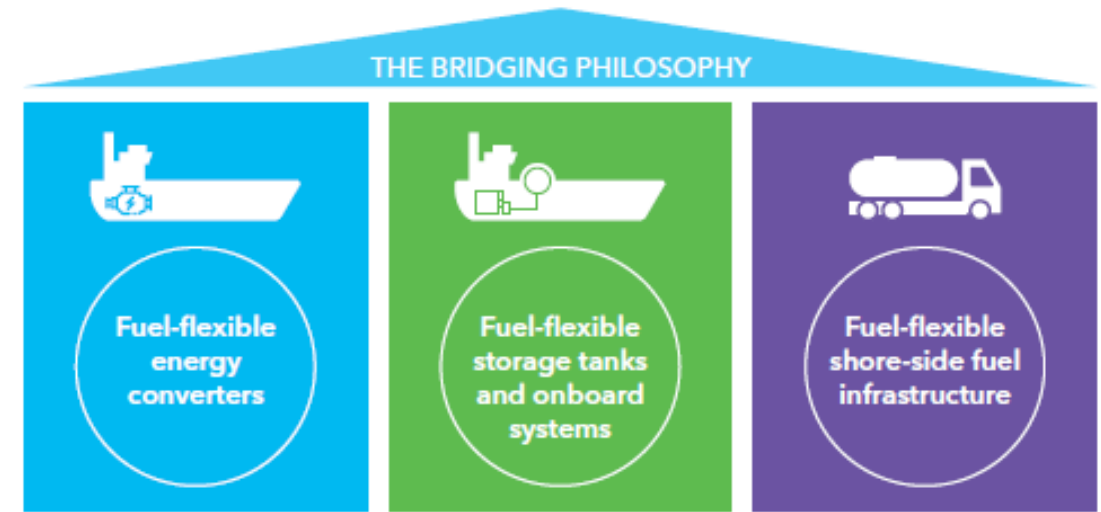 THE BRIDGING PHILOSOPHY
Fuel-flexible
energy
converters
Fuel-flexible
storage tanks
and onboard
systems
Fuel-flexible
shore-side fuel
infrastructure